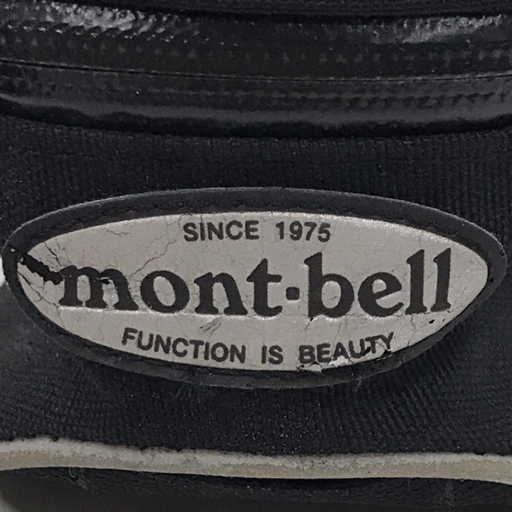 SINCE 1975
mont·bell
FUNCTION IS BEAUTY